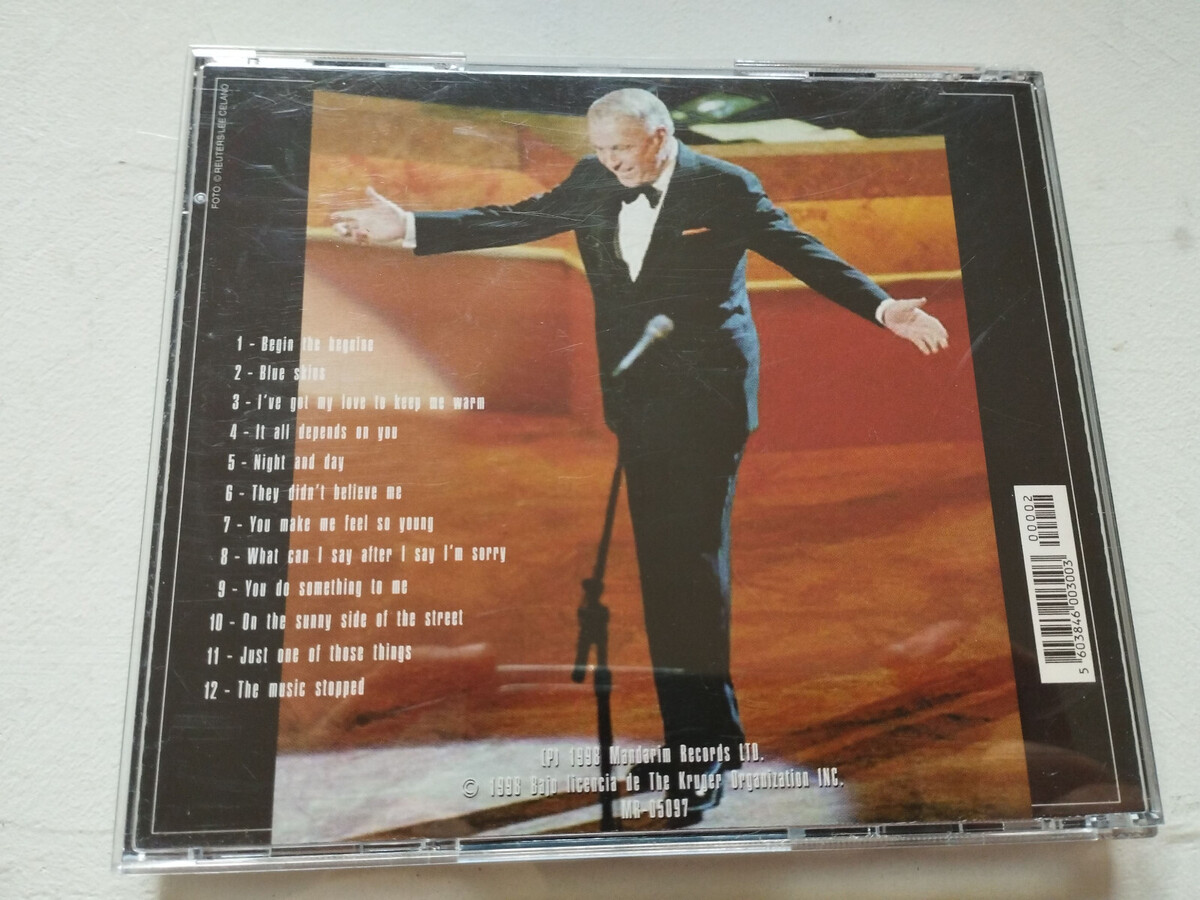 FOTO © REUTERS/LEE CELANO
1 - Begin the beguine
2 - Blue skies
3 - I've got my love to keep me warm
4 - It all depends on you
5 - Night and day
6 - They didn't believe me
7 - You make me feel so young
8 - What can I say after I say I'm sorry
9 - You do something to me
10 - On the sunny side of the street
11 - Just one of those things
12 - The music stopped
(P) 1998 Mandarim Records LTD.
© 1998 Bajo licencia de The Kruger Organization INC.
MR-05097
5 603846 003003
00002